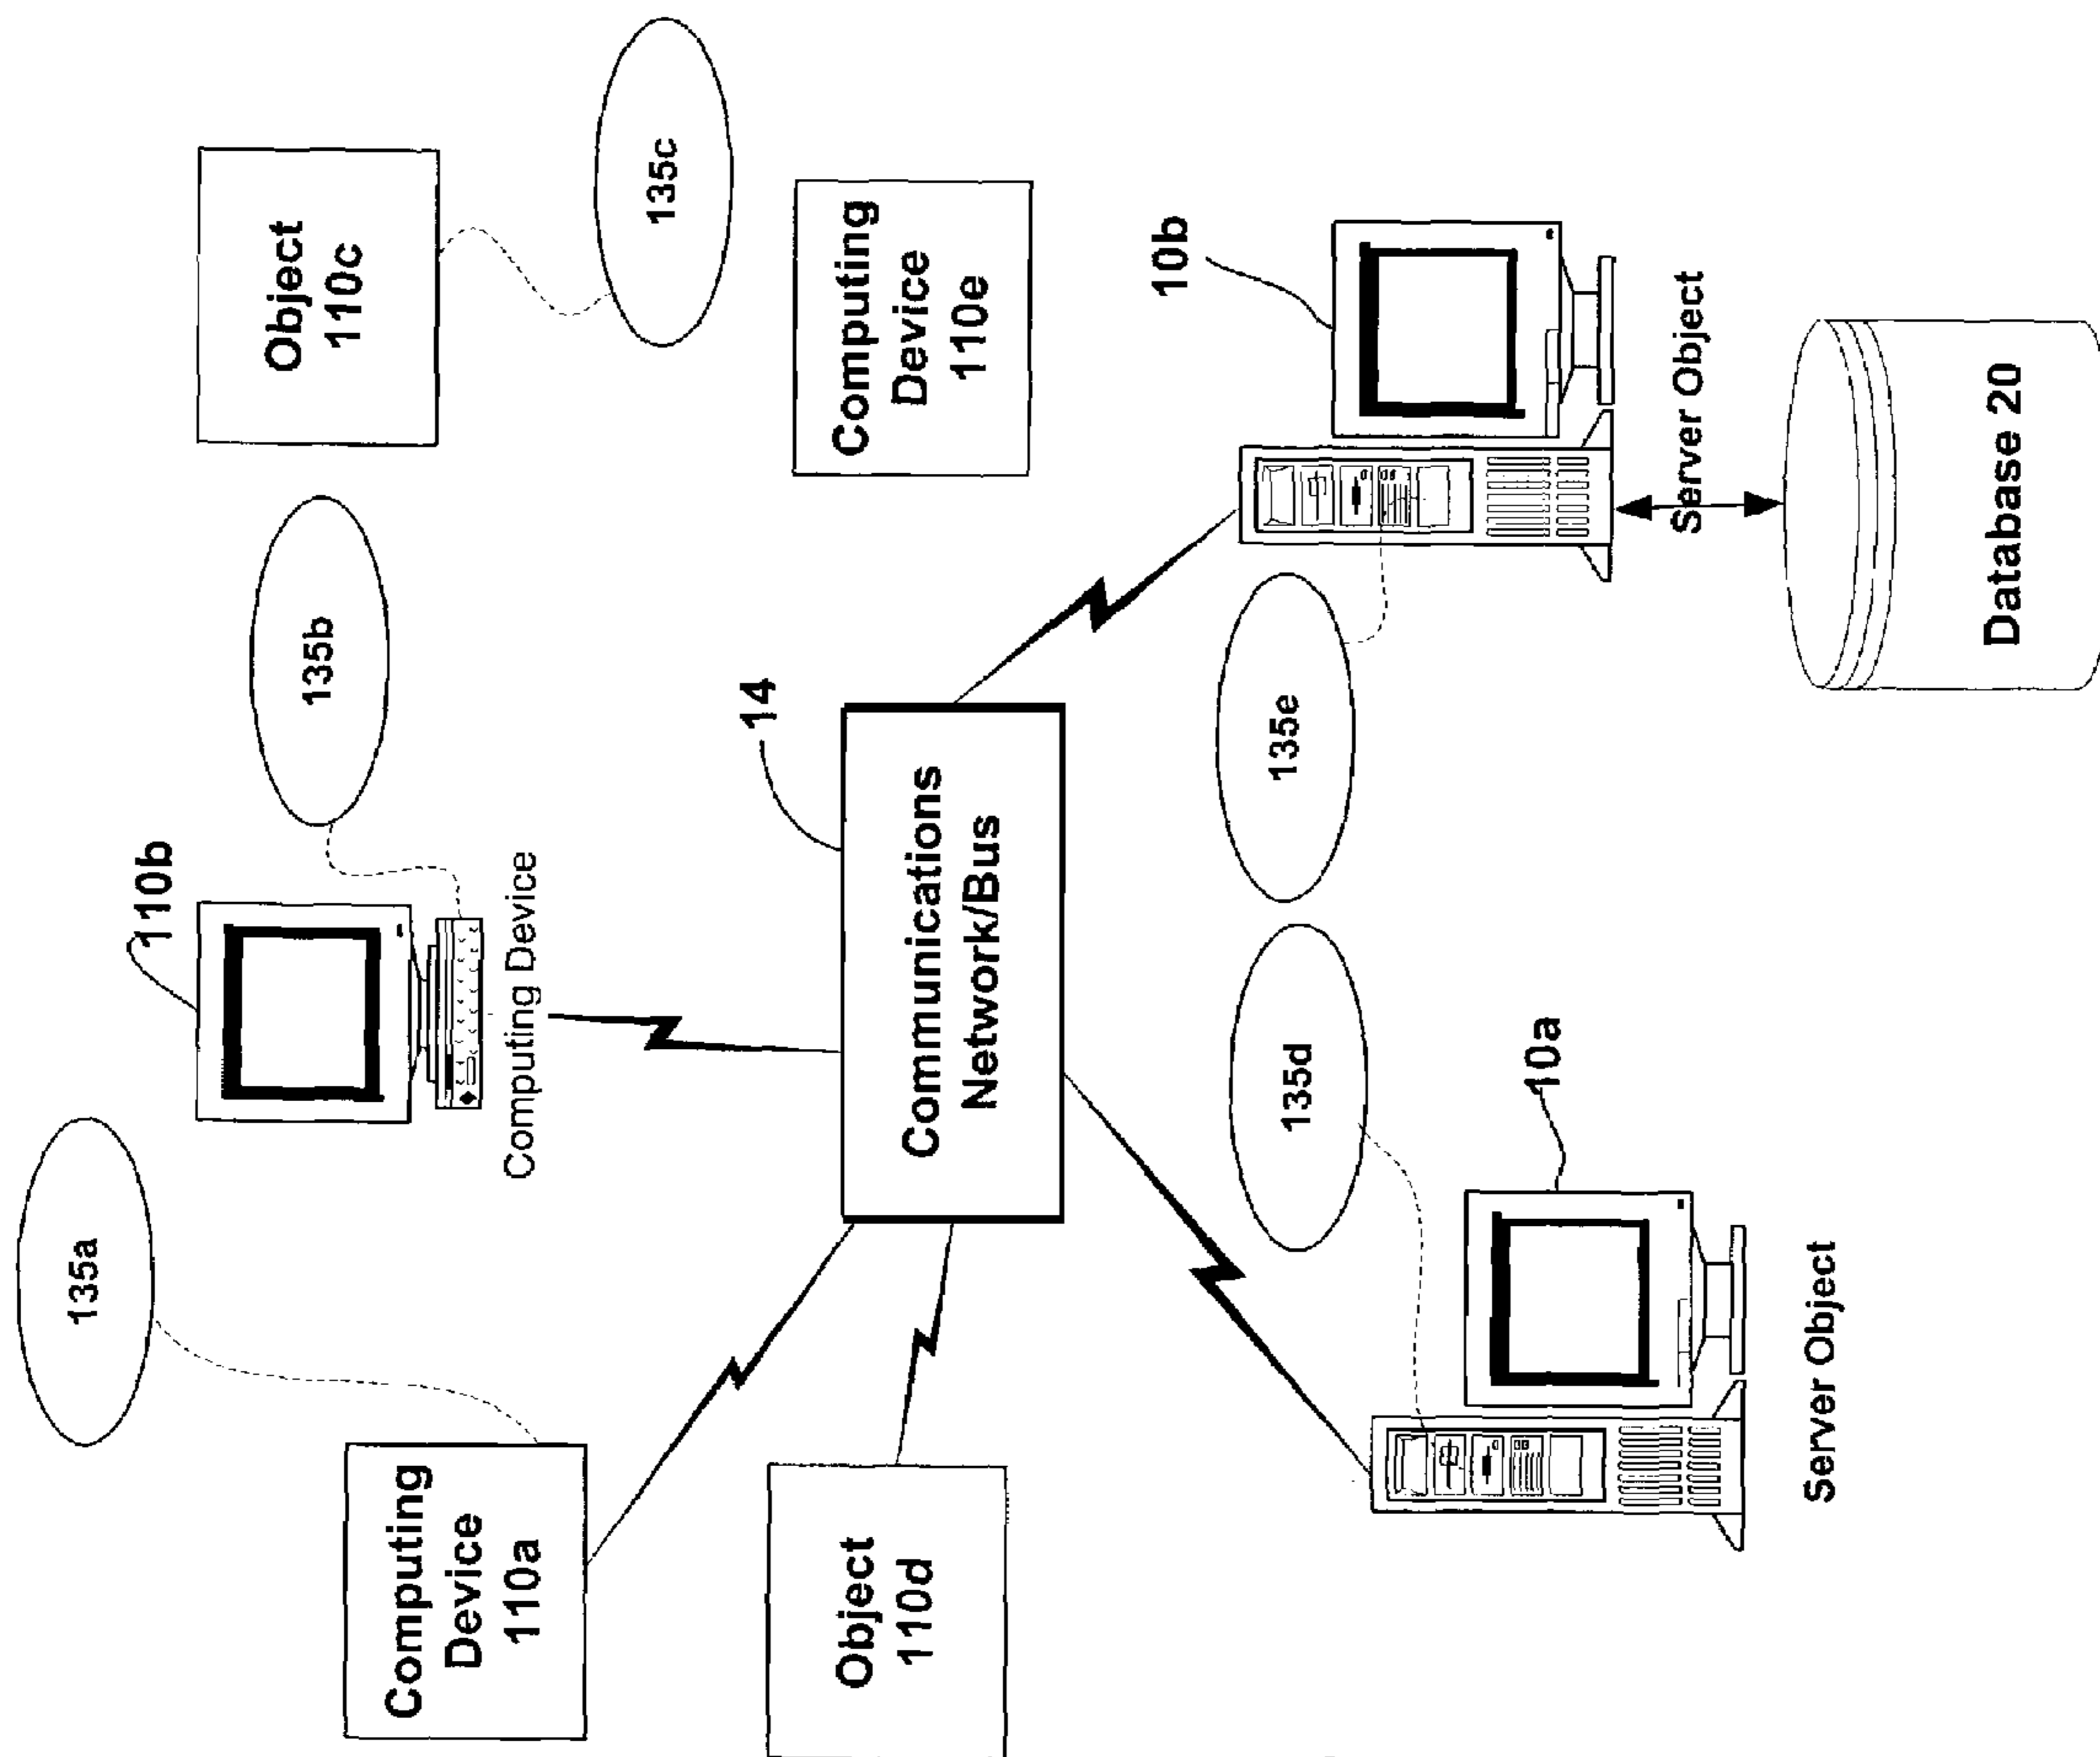 135a
110b
135b
Object
110c
Computing
Device
110a
Computing Device
135c
14
Object
110d
Communications
Network/Bus
Computing
Device
110e
10b
135d
135e
10a
Server Object
Server Object
Database 20